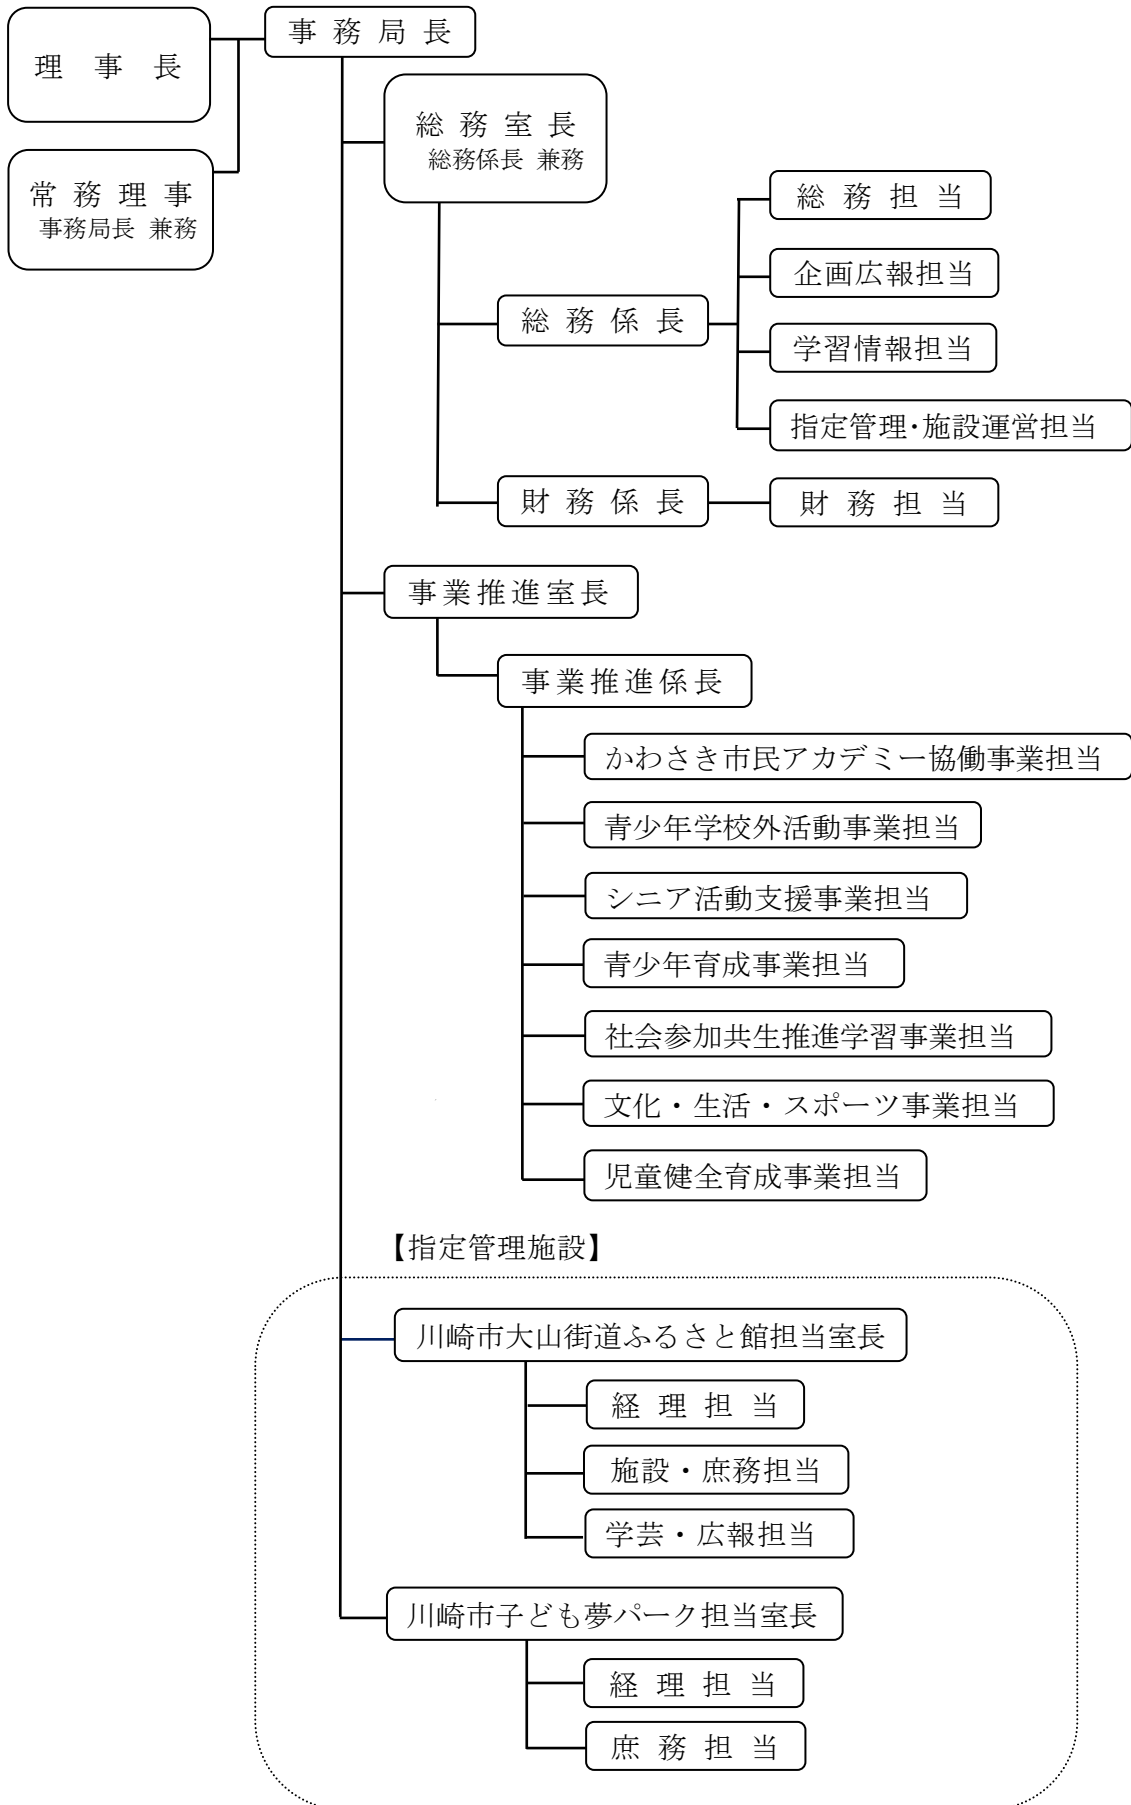 理事長
事務局長
常務理事
事務局長 兼務
総務室長
総務係長 兼務
総務係長
総務担当
企画広報担当
学習情報担当
指定管理・施設運営担当
財務係長
財務担当
事業推進室長
事業推進係長
かわさき市民アカデミー協働事業担当
青少年学校外活動事業担当
シニア活動支援事業担当
青少年育成事業担当
社会参加共生推進学習事業担当
文化・生活・スポーツ事業担当
児童健全育成事業担当
【指定管理施設】
川崎市大山街道ふるさと館担当室長
経理担当
施設・庶務担当
学芸・広報担当
川崎市子ども夢パーク担当室長
経理担当
庶務担当